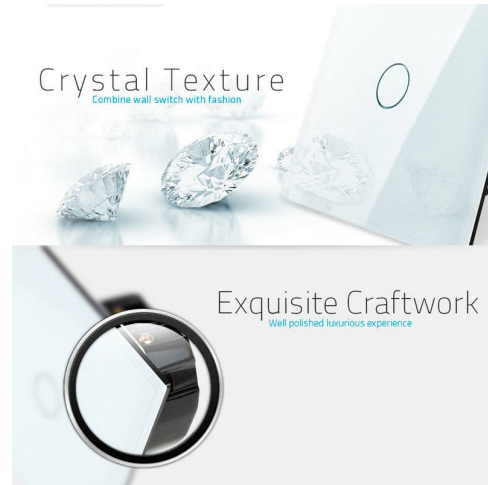 Crystal Texture
Combine wall switch with fashion
Exquisite Craftwork
Well polished luxurious experience